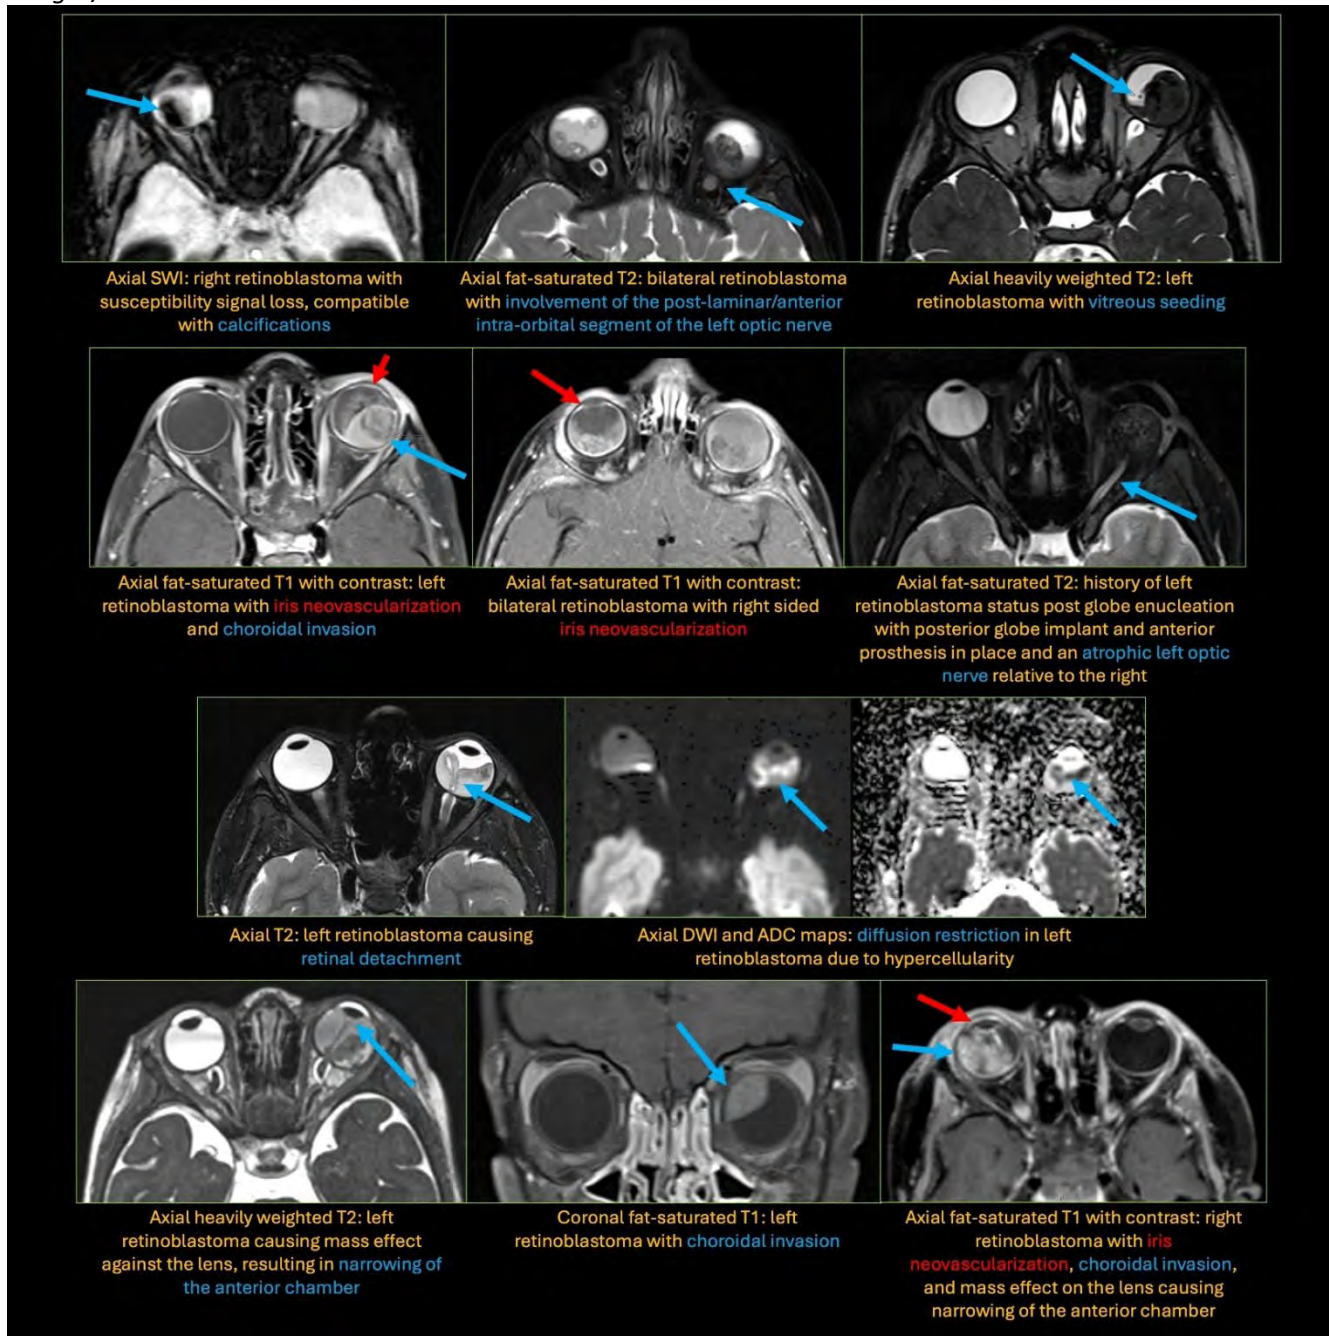 Axial SWI: right retinoblastoma with
susceptibility signal loss, compatible
with calcifications
Axial fat-saturated T2: bilateral retinoblastoma
with involvement of the post-laminar/anterior
intra-orbital segment of the left optic nerve
Axial heavily weighted T2: left
retinoblastoma with vitreous seeding
Axial fat-saturated T1 with contrast: left
retinoblastoma with iris neovascularization
and choroidal invasion
Axial fat-saturated T1 with contrast:
bilateral retinoblastoma with right sided
iris neovascularization
Axial fat-saturated T2: history of left
retinoblastoma status post globe enucleation
with posterior globe implant and anterior
prosthesis in place and an atrophic left optic
nerve relative to the right
Axial T2: left retinoblastoma causing
retinal detachment
Axial DWI and ADC maps: diffusion restriction in left
retinoblastoma due to hypercellularity
Axial heavily weighted T2: left
retinoblastoma causing mass effect
against the lens, resulting in narrowing of
the anterior chamber
Coronal fat-saturated T1: left
retinoblastoma with choroidal invasion
Axial fat-saturated T1 with contrast: right
retinoblastoma with iris
neovascularization, choroidal invasion,
and mass effect on the lens causing
narrowing of the anterior chamber